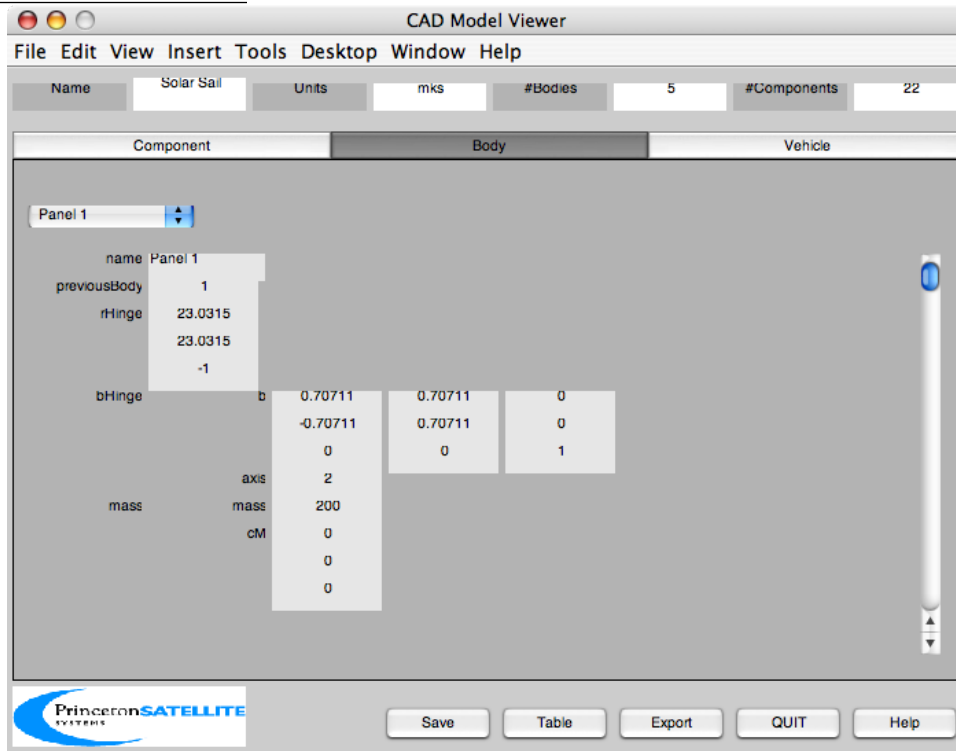 CAD Model Viewer
File Edit View Insert Tools Desktop Window Help
Name Solar Sail Units mks #Bodies 5 #Components 22
Component Body Vehicle
Panel 1
name Panel 1
previousBody 1
rHinge 23.0315
23.0315
-1
bHinge b 0.70711 0.70711 0
-0.70711 0.70711 0
0 0 1
axis 2
mass mass 200
cM 0
0
0
PrincetonSATELLITE
SYSTEMS
Save Table Export QUIT Help